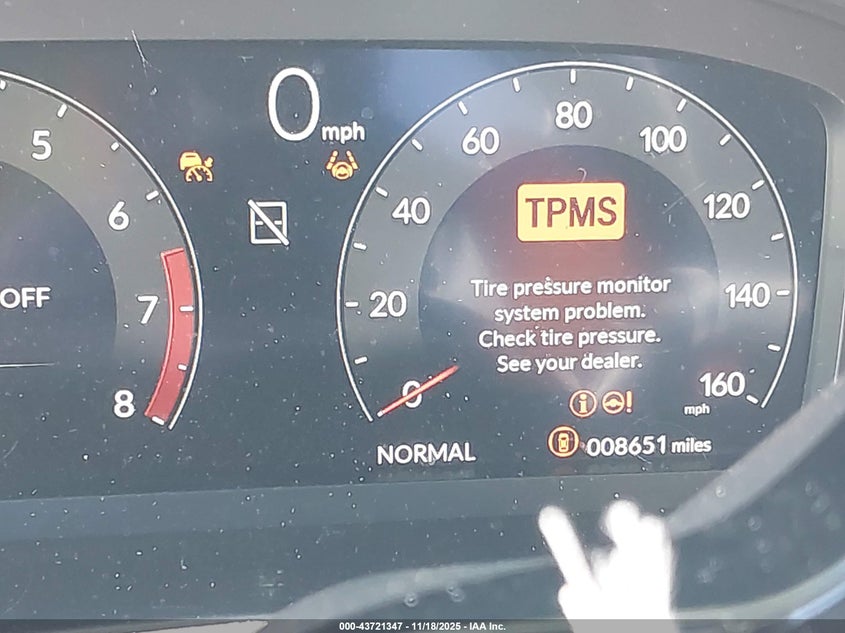 0 mph
5
6
OFF
7
8
80
60
100
40
120
TPMS
20
140
0
160
mph
Tire pressure monitor
system problem.
Check tire pressure.
See your dealer.
NORMAL
008651 miles
000-43721347 - 11/18/2025 - IAA Inc.